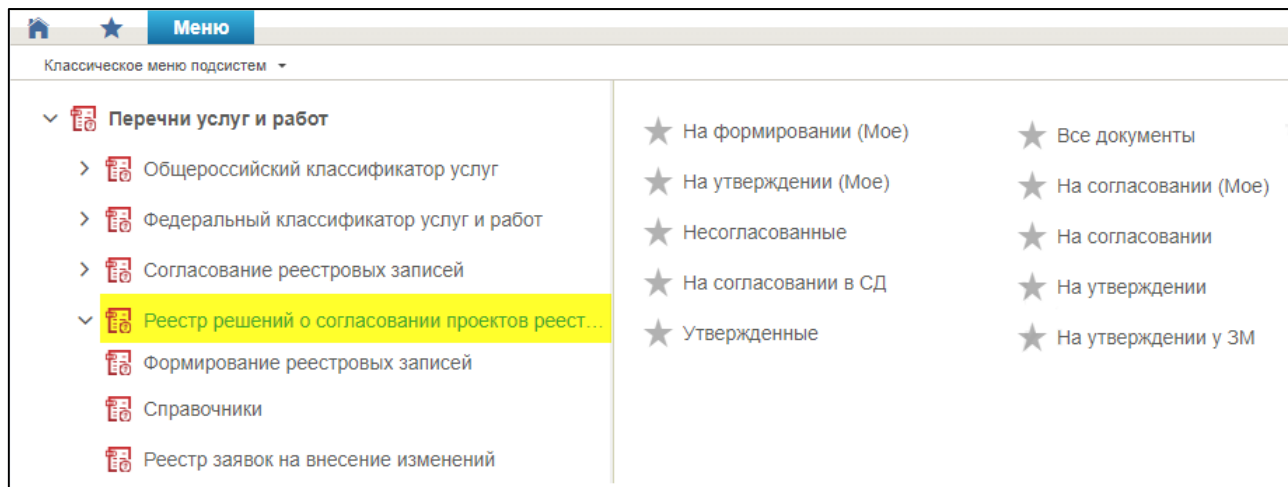 Меню
Классическое меню подсистем
Перечни услуг и работ
Общероссийский классификатор услуг
Федеральный классификатор услуг и работ
Согласование реестровых записей
Реестр решений о согласовании проектов реест...
Формирование реестровых записей
Справочники
Реестр заявок на внесение изменений
На формировании (Мое)
На утверждении (Мое)
Несогласованные
На согласовании в СД
Утвержденные
Все документы
На согласовании (Мое)
На согласовании
На утверждении
На утверждении у ЗМ